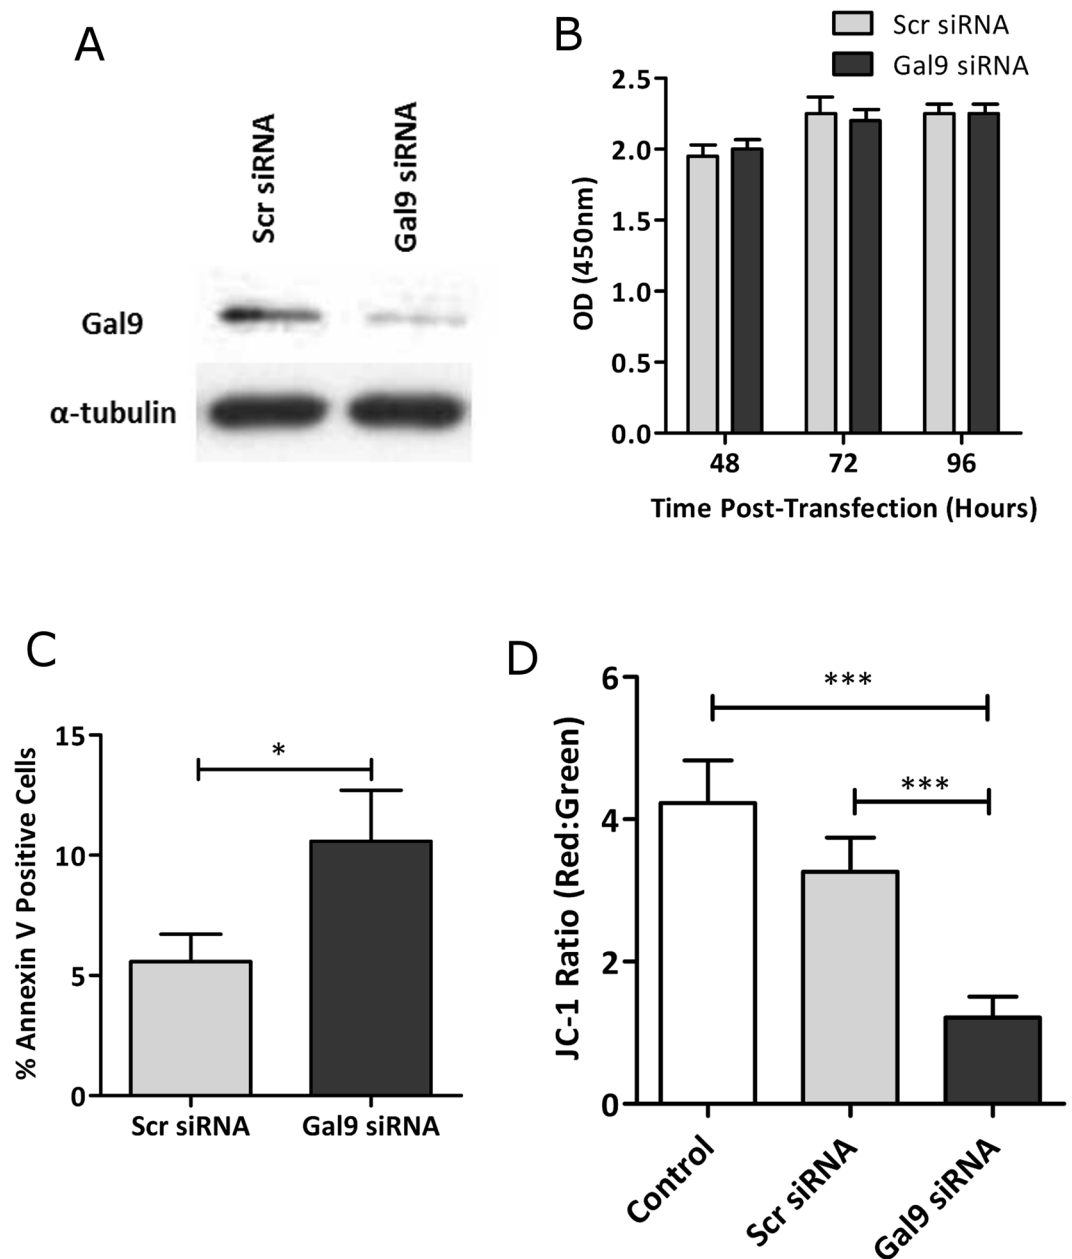 A
Scr siRNA
Gal9 siRNA
Gal9
α-tubulin
B
Scr siRNA
Gal9 siRNA
OD (450nm)
2.5
2.0
1.5
1.0
0.5
0.0
48 72 96
Time Post-Transfection (Hours)
C
% Annexin V Positive Cells
15
10
5
0
*
Scr siRNA Gal9 siRNA
D
JC-1 Ratio (Red:Green)
6
4
2
0
***
***
Control
Scr siRNA
Gal9 siRNA